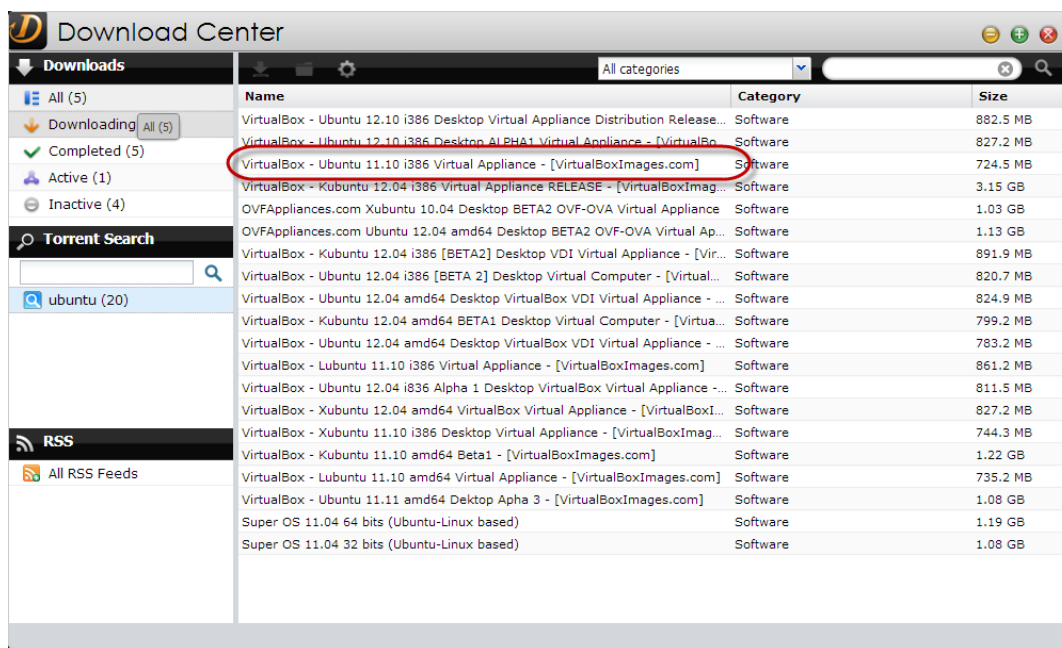 Download Center
Downloads
All categories
All (5)
Downloading All (5)
Completed (5)
Active (1)
Inactive (4)
Torrent Search
ubuntu (20)
RSS
All RSS Feeds
Name Category Size
VirtualBox - Ubuntu 12.10 i386 Desktop Virtual Appliance Distribution Release... Software 882.5 MB
VirtualBox - Ubuntu 12.10 i386 Desktop ALPHA1 Virtual Appliance - [VirtualBo... Software 827.2 MB
VirtualBox - Ubuntu 11.10 i386 Virtual Appliance - [VirtualBoxImages.com] Software 724.5 MB
VirtualBox - Kubuntu 12.04 i386 Virtual Appliance RELEASE - [VirtualBoxImag... Software 3.15 GB
OVFAppliances.com Xubuntu 10.04 Desktop BETA2 OVF-OVA Virtual Appliance Software 1.03 GB
OVFAppliances.com Ubuntu 12.04 amd64 Desktop BETA2 OVF-OVA Virtual Ap... Software 1.13 GB
VirtualBox - Kubuntu 12.04 i386 [BETA2] Desktop VDI Virtual Appliance - [Vir... Software 891.9 MB
VirtualBox - Ubuntu 12.04 i386 [BETA 2] Desktop Virtual Computer - [Virtual... Software 820.7 MB
VirtualBox - Ubuntu 12.04 amd64 Desktop VirtualBox VDI Virtual Appliance - ... Software 824.9 MB
VirtualBox - Kubuntu 12.04 amd64 BETA1 Desktop Virtual Computer - [Virtua... Software 799.2 MB
VirtualBox - Ubuntu 12.04 amd64 Desktop VirtualBox VDI Virtual Appliance - ... Software 783.2 MB
VirtualBox - Lubuntu 11.10 i386 Virtual Appliance - [VirtualBoxImages.com] Software 861.2 MB
VirtualBox - Ubuntu 12.04 i836 Alpha 1 Desktop VirtualBox Virtual Appliance -... Software 811.5 MB
VirtualBox - Xubuntu 12.04 amd64 VirtualBox Virtual Appliance - [VirtualBoxI... Software 827.2 MB
VirtualBox - Xubuntu 11.10 i386 Desktop Virtual Appliance - [VirtualBoxImag... Software 744.3 MB
VirtualBox - Kubuntu 11.10 amd64 Beta1 - [VirtualBoxImages.com] Software 1.22 GB
VirtualBox - Lubuntu 11.10 amd64 Virtual Appliance - [VirtualBoxImages.com] Software 735.2 MB
VirtualBox - Ubuntu 11.11 amd64 Dektop Apha 3 - [VirtualBoxImages.com] Software 1.08 GB
Super OS 11.04 64 bits (Ubuntu-Linux based) Software 1.19 GB
Super OS 11.04 32 bits (Ubuntu-Linux based) Software 1.08 GB